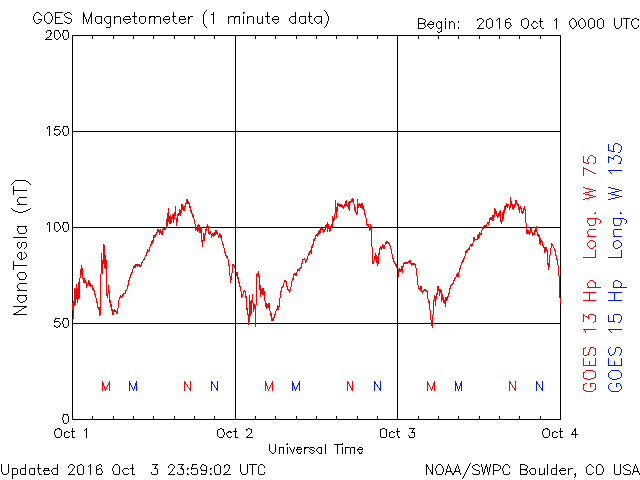 GOES Magnetometer (1 minute data)
Begin: 2016 Oct 1 0000 UTC
200
150
100
50
0
NanoTesla (nT)
M M N N M M N N M M N N
Oct 1 Oct 2 Oct 3 Oct 4
Universal Time
GOES 13 Hp Long. W 75
GOES 15 Hp Long. W 135
Updated 2016 Oct 3 23:59:02 UTC
NOAA/SWPC Boulder, CO USA